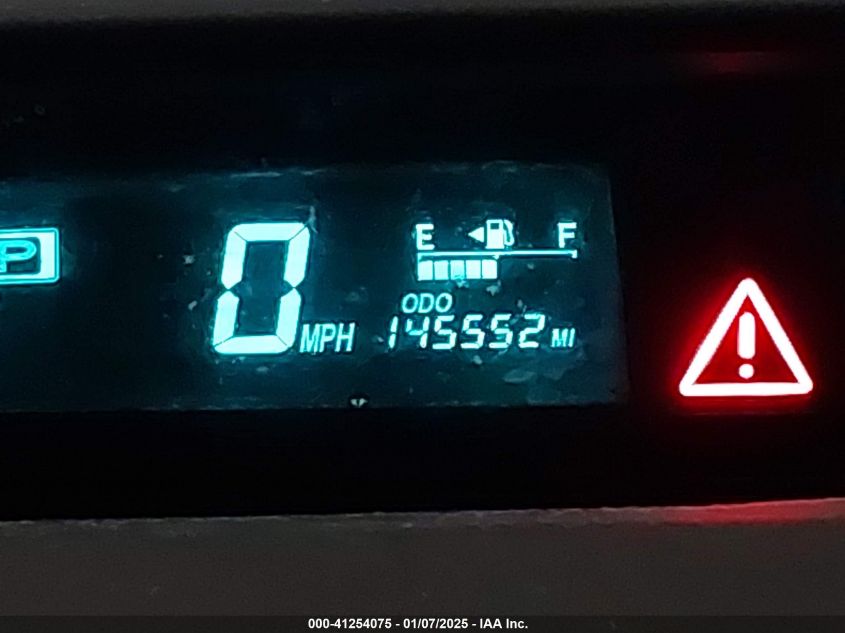 P
E F
0 MPH
ODO
145552 MI
000-41254075 - 01/07/2025 - IAA Inc.